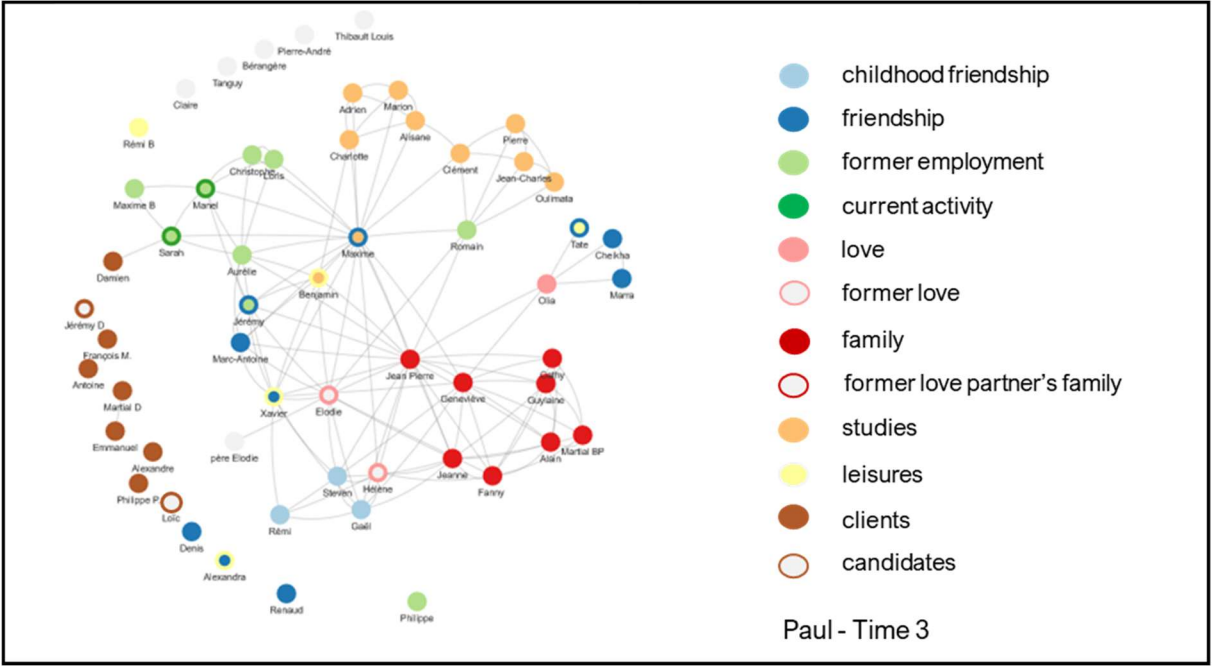 Thibault Louis
Pierre-André
Bérangère
Tanguy
Claire
Rémi B
Adrien
Marion
Alisane
Charlotte
Clément
Pierre
Jean-Charles
Oulimata
Christophe
Loris
Maxime B
Mariel
Sarah
Aurélie
Maxime
Romain
Tate
Cheikha
Marra
Olia
Damien
Benjamin
Jérémy
Marc-Antoine
Jérémy D
François M.
Antoine
Martial D
Emmanuel
Alexandre
Philippe P.
Loïc
Denis
Alexandra
Renaud
Philippe
Jean Pierre
Geneviève
Cathy
Guylaine
Xavier
Elodie
père Elodie
Alain
Martial BP
Jeanne
Fanny
Steven
Hélène
Rémi
Gaël
childhood friendship
friendship
former employment
current activity
love
former love
family
former love partner's family
studies
leisures
clients
candidates
Paul - Time 3